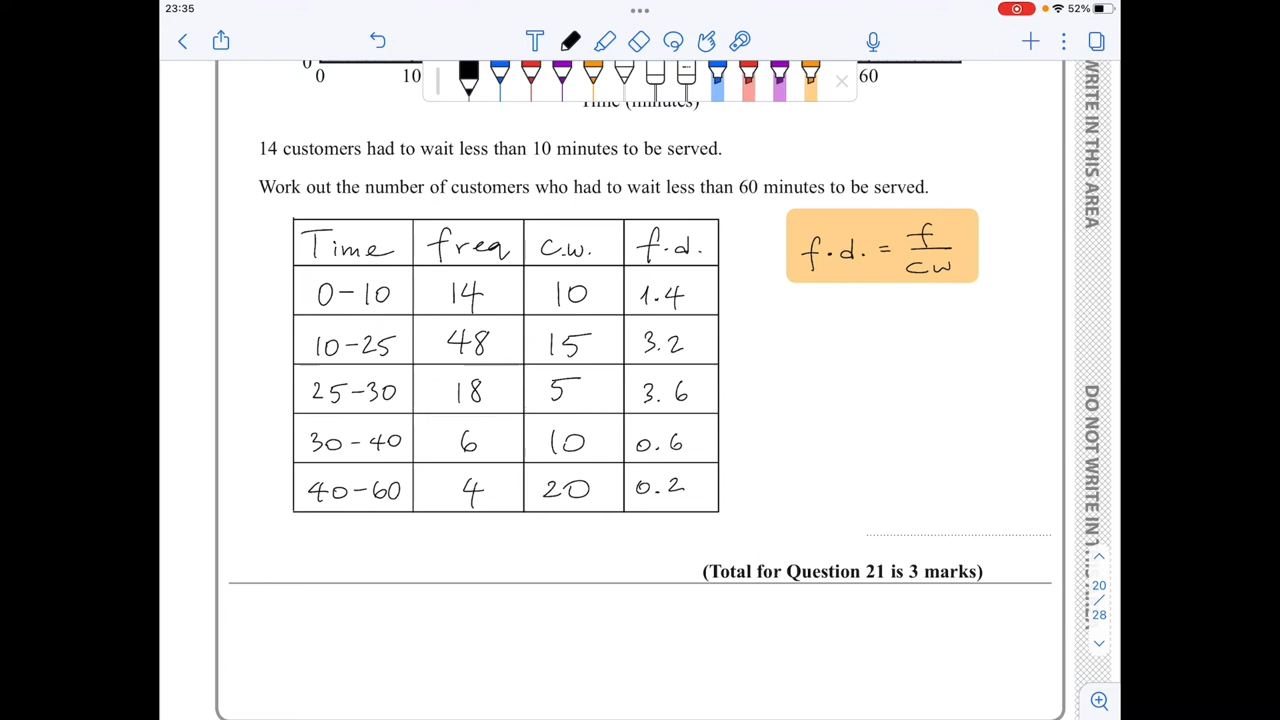 23:35
52%
0
0
10
60
Time (minutes)
14 customers had to wait less than 10 minutes to be served.
Work out the number of customers who had to wait less than 60 minutes to be served.
Time freq c.w. f.d.
0-10 14 10 1.4
10-25 48 15 3.2
25-30 18 5 3.6
30-40 6 10 0.6
40-60 4 20 0.2
f.d. = f/cw
(Total for Question 21 is 3 marks)
WRITE IN THIS AREA
DO NOT WRITE IN
20
/
28